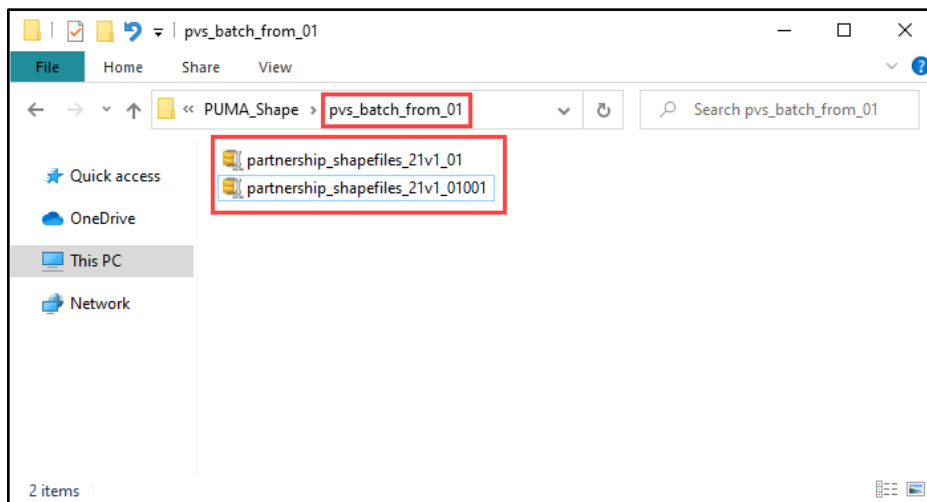 pvs_batch_from_01
File Home Share View
« PUMA_Shape > pvs_batch_from_01 Search pvs_batch_from_01
partnership_shapefiles_21v1_01
partnership_shapefiles_21v1_01001
Quick access
OneDrive
This PC
Network
2 items